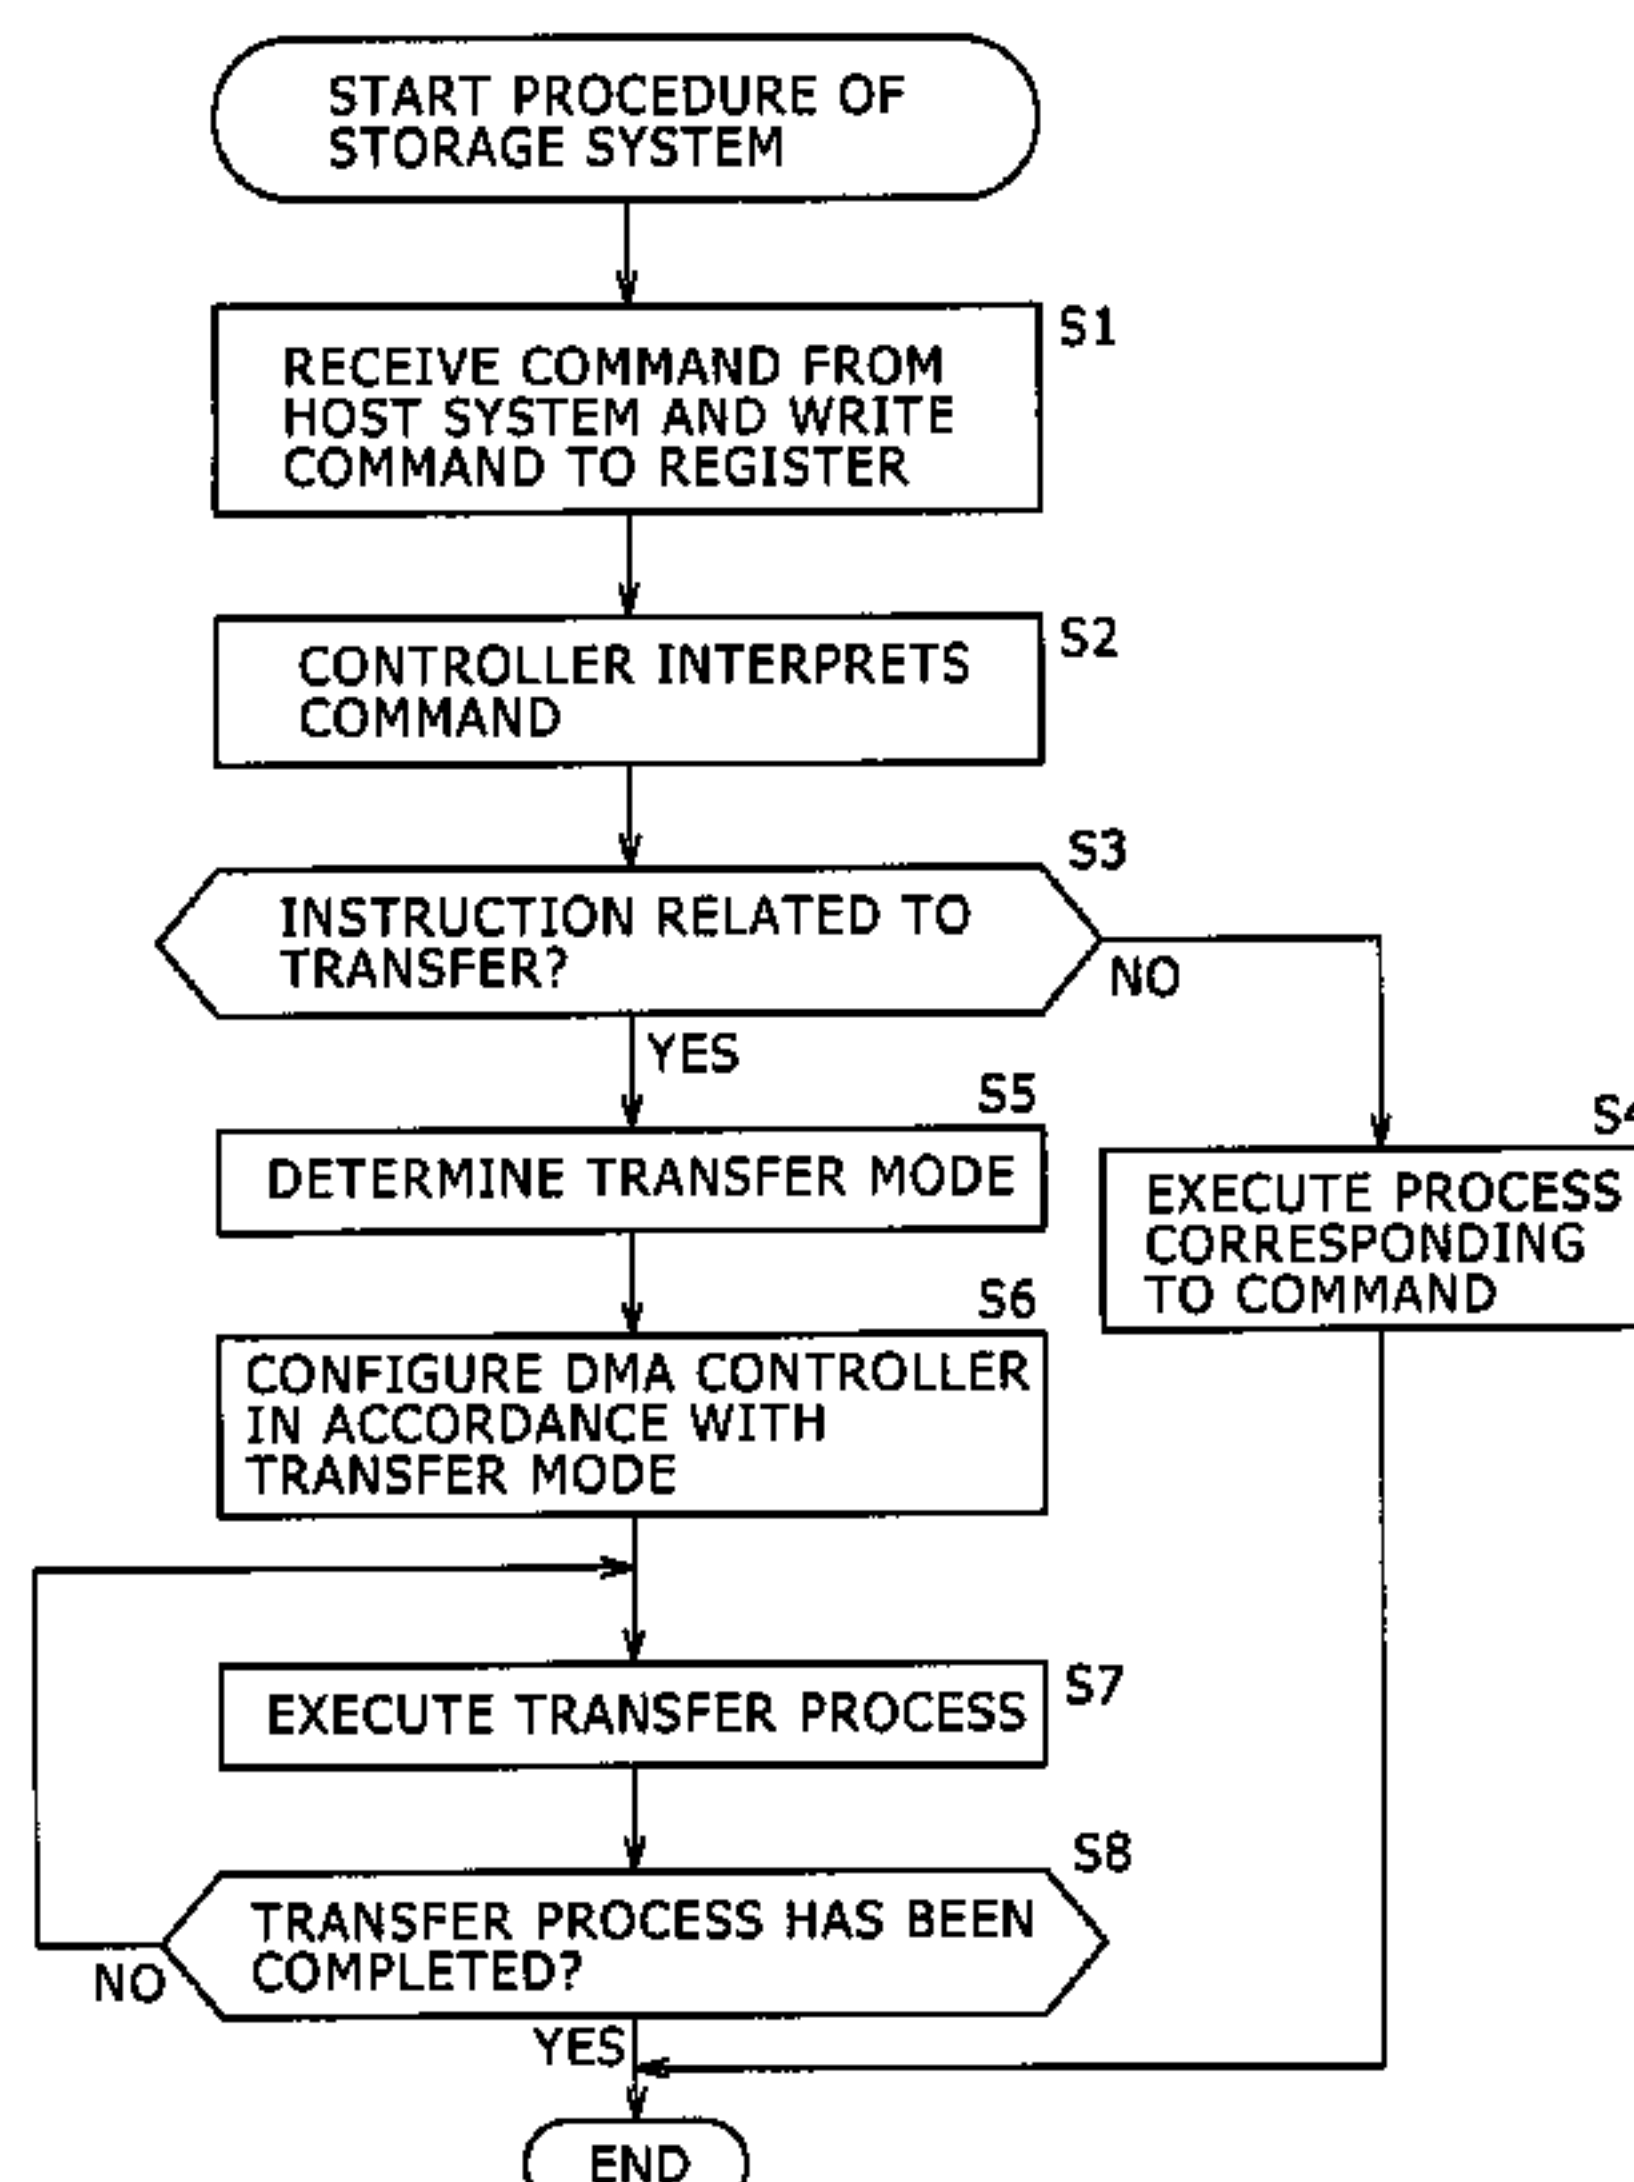 START PROCEDURE OF
STORAGE SYSTEM
S1
RECEIVE COMMAND FROM
HOST SYSTEM AND WRITE
COMMAND TO REGISTER
S2
CONTROLLER INTERPRETS
COMMAND
S3
INSTRUCTION RELATED TO
TRANSFER?
NO
YES
S5
DETERMINE TRANSFER MODE
S4
EXECUTE PROCESS
CORRESPONDING
TO COMMAND
S6
CONFIGURE DMA CONTROLLER
IN ACCORDANCE WITH
TRANSFER MODE
S7
EXECUTE TRANSFER PROCESS
S8
TRANSFER PROCESS HAS BEEN
COMPLETED?
NO
YES
END